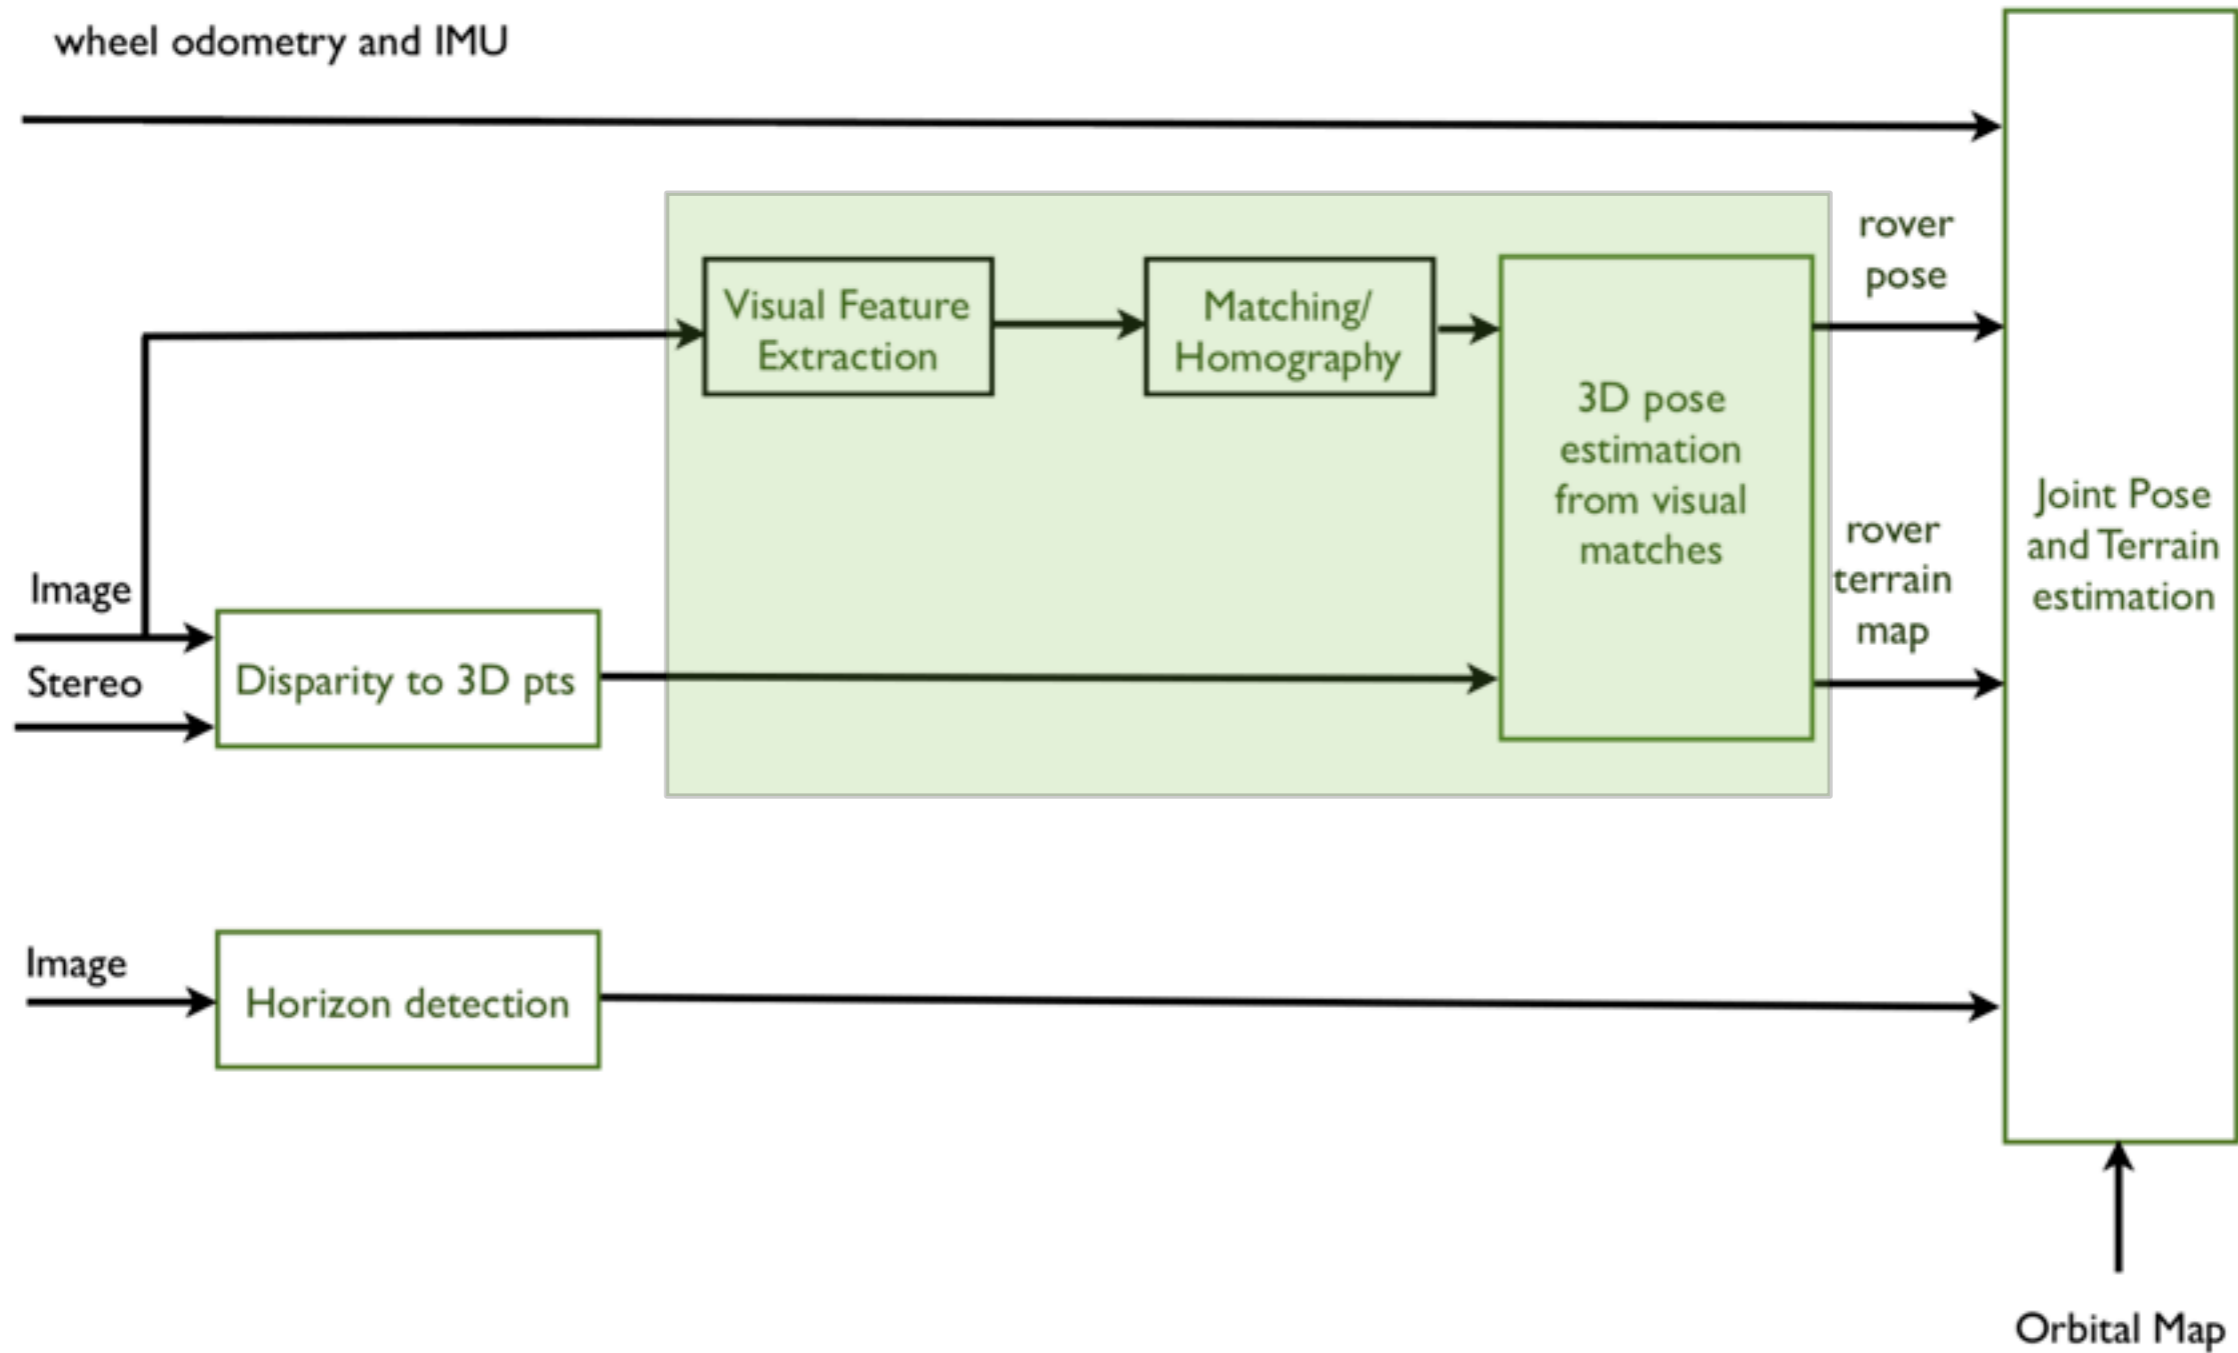 wheel odometry and IMU
rover
pose
Visual Feature
Extraction
Matching/
Homography
3D pose
estimation
from visual
matches
Joint Pose
and Terrain
estimation
rover
terrain
map
Image
Stereo
Disparity to 3D pts
Image
Horizon detection
Orbital Map